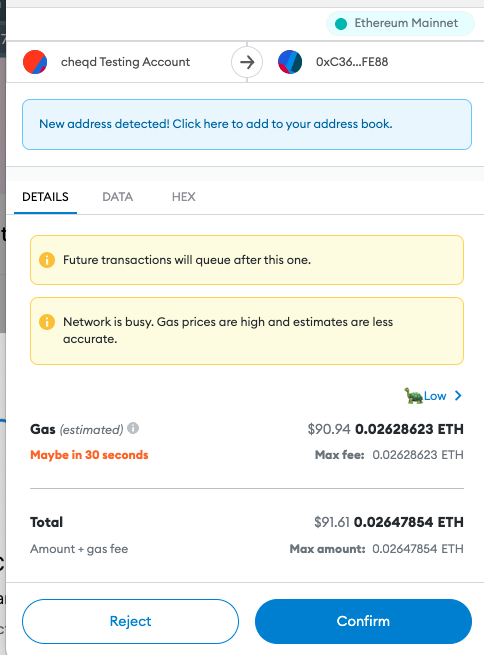 Ethereum Mainnet
cheqd Testing Account
0xC36...FE88
New address detected! Click here to add to your address book.
DETAILS DATA HEX
Future transactions will queue after this one.
Network is busy. Gas prices are high and estimates are less
accurate.
Low
Gas (estimated) $90.94 0.02628623 ETH
Maybe in 30 seconds Max fee: 0.02628623 ETH
Total $91.61 0.02647854 ETH
Amount + gas fee Max amount: 0.02647854 ETH
Reject Confirm